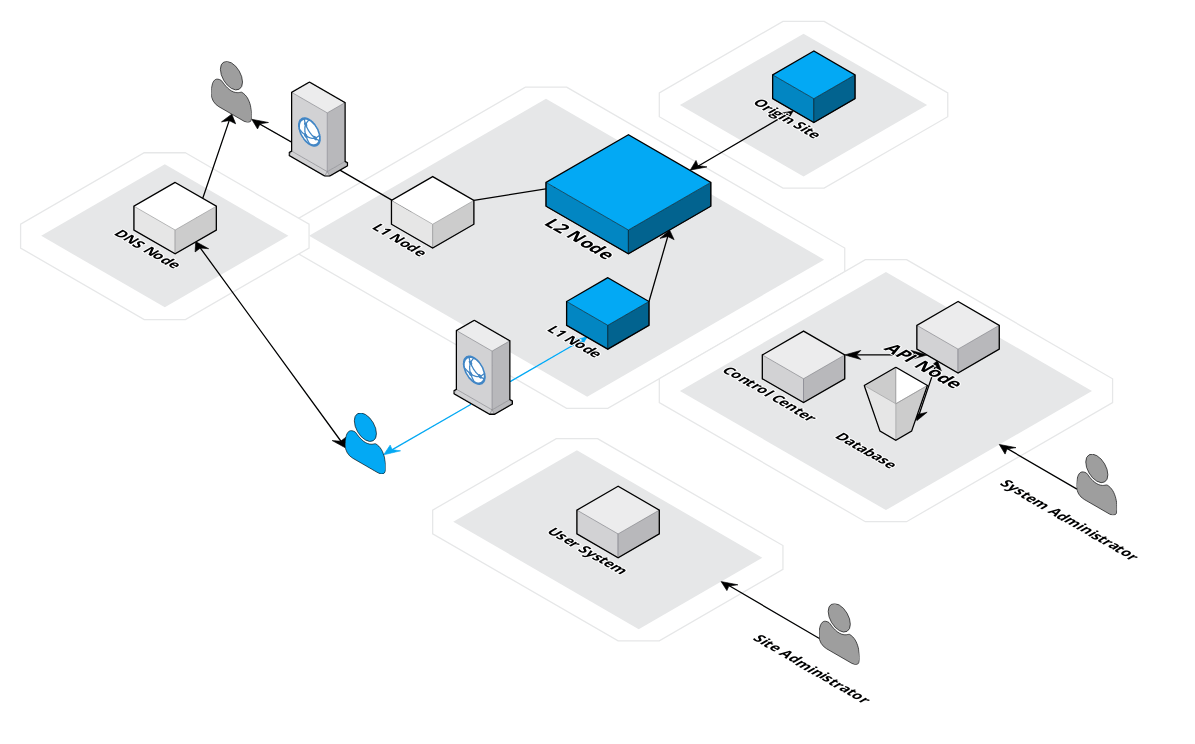 Origin Site
DNS Node
L1 Node
L2 Node
L1 Node
API Node
Control Center
Database
System Administrator
User System
Site Administrator